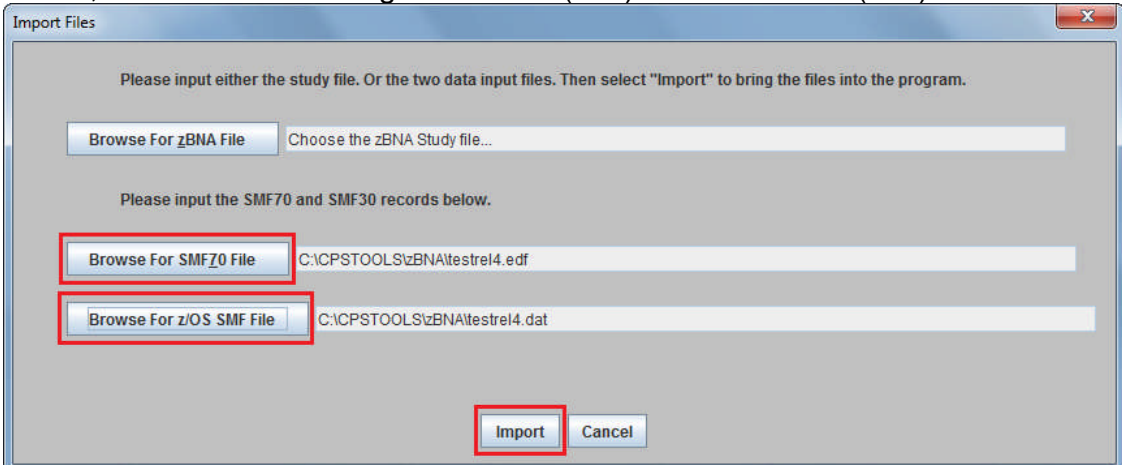 Import Files
Please input either the study file. Or the two data input files. Then select "Import" to bring the files into the program.
Browse For zBNA File
Choose the zBNA Study file...
Please input the SMF70 and SMF30 records below.
Browse For SMF70 File
C:\CPSTOOLS\zBNA\testrel4.edf
Browse For z/OS SMF File
C:\CPSTOOLS\zBNA\testrel4.dat
Import Cancel